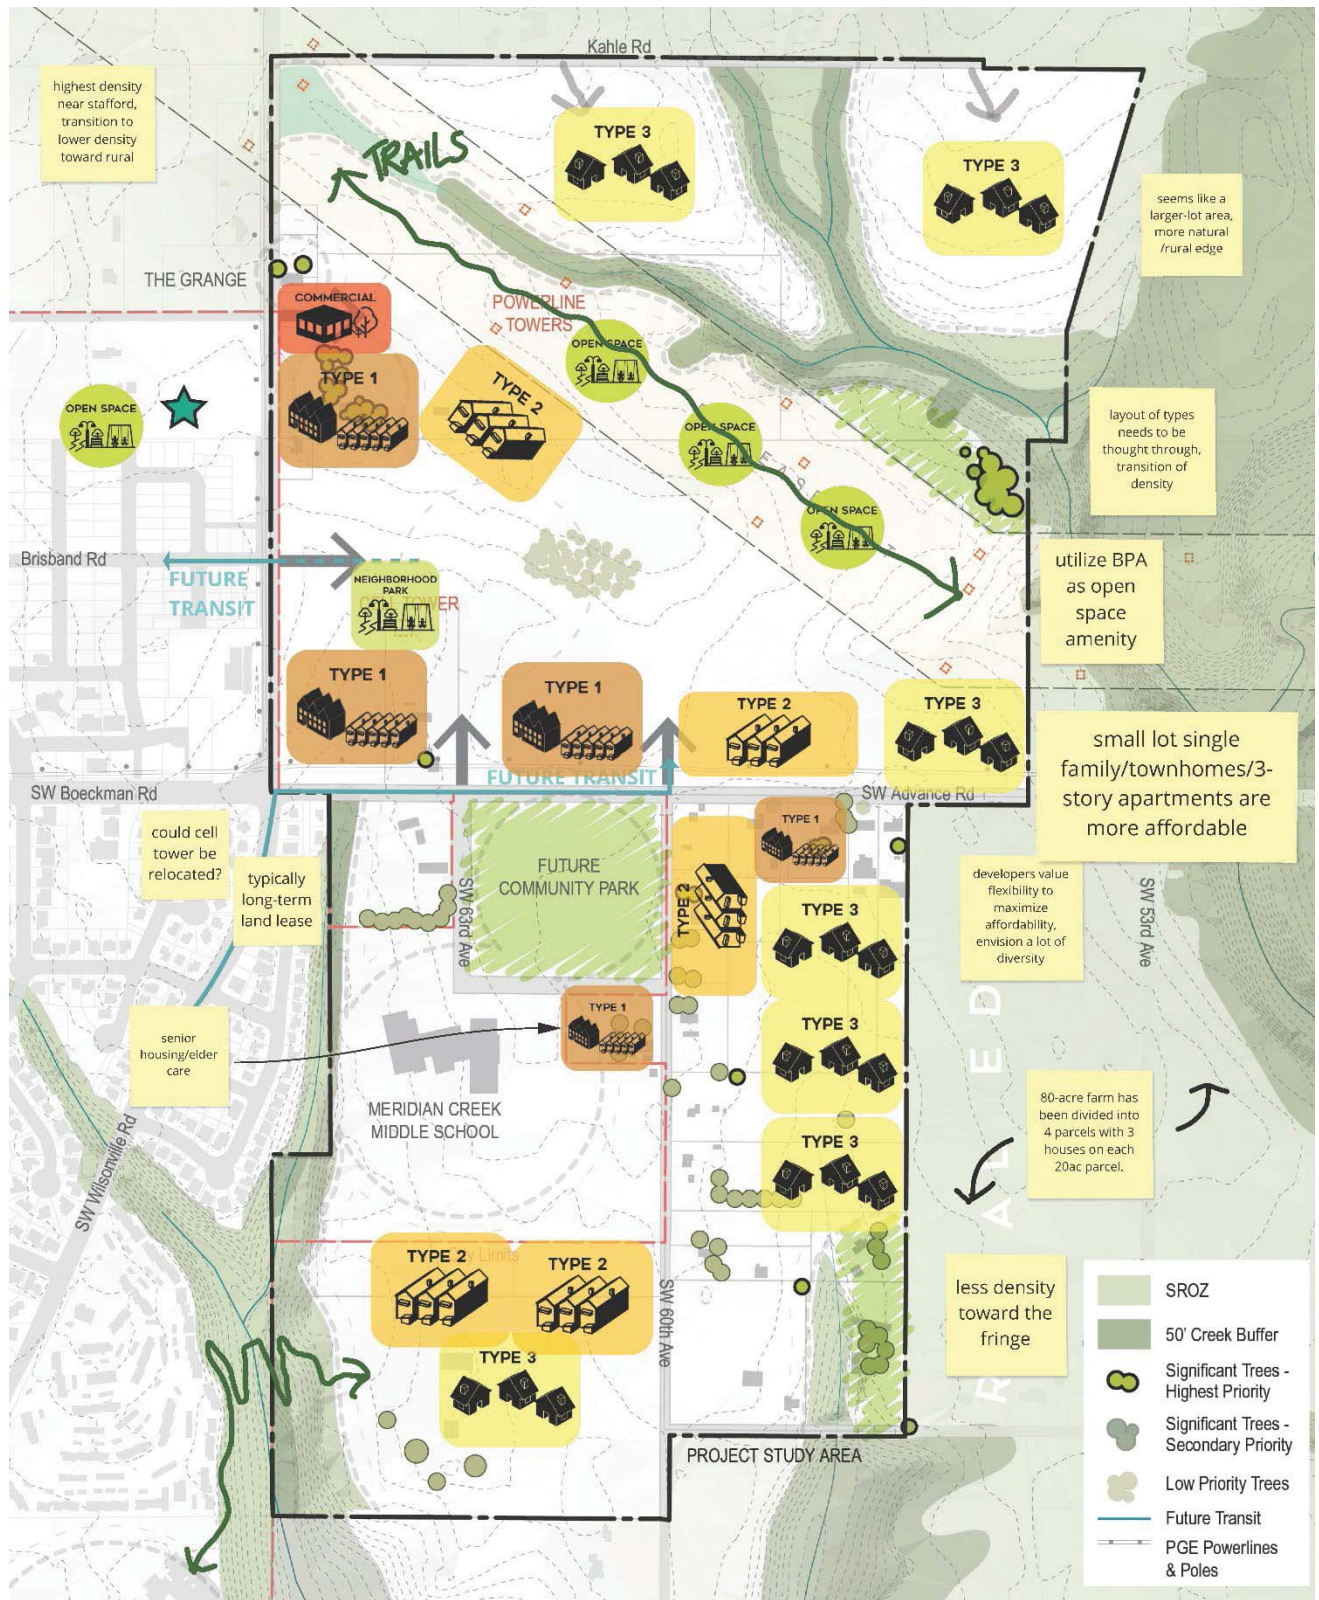 Kahle Rd
highest density
near stafford,
transition to
lower density
toward rural
TRAILS
TYPE 3
TYPE 3
seems like a
larger-lot area,
more natural
/rural edge
THE GRANGE
COMMERCIAL
POWERLINE
TOWERS
TYPE 1
TYPE 2
OPEN SPACE
OPEN SPACE
OPEN SPACE
OPEN SPACE
layout of types
needs to be
thought through,
transition of
density
Brisband Rd
FUTURE
TRANSIT
NEIGHBORHOOD
PARK
TOWER
utilize BPA
as open
space
amenity
TYPE 1
TYPE 1
TYPE 2
TYPE 3
small lot single
family/townhomes/3-
story apartments are
more affordable
FUTURE TRANSIT
SW Boeckman Rd
SW Advance Rd
could cell
tower be
relocated?
typically
long-term
land lease
FUTURE
COMMUNITY PARK
SW 63rd Ave
TYPE 1
TYPE 2
TYPE 3
developers value
flexibility to
maximize
affordability,
envision a lot of
diversity
SW 53rd Ave
senior
housing/elder
care
TYPE 1
TYPE 3
MERIDIAN CREEK
MIDDLE SCHOOL
80-acre farm has
been divided into
4 parcels with 3
houses on each
20ac parcel.
TYPE 3
SW Wilsonville Rd
TYPE 2
TYPE 2
Limits
TYPE 3
SW 60th Ave
less density
toward the
fringe
PROJECT STUDY AREA
SROZ
50' Creek Buffer
Significant Trees -
Highest Priority
Significant Trees -
Secondary Priority
Low Priority Trees
Future Transit
PGE Powerlines
& Poles